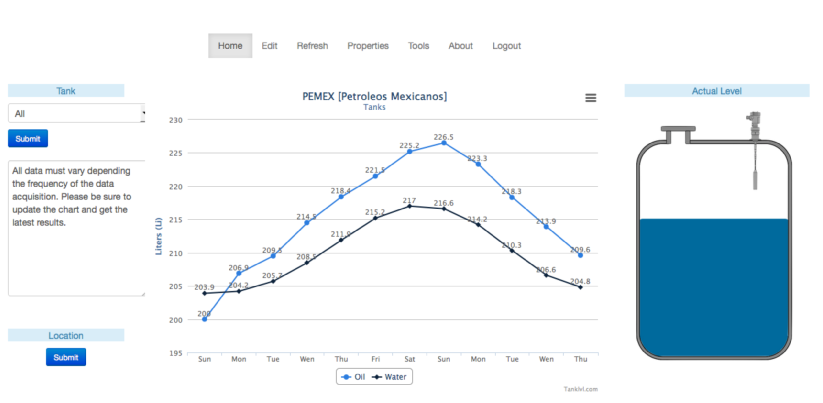 Home Edit Refresh Properties Tools About Logout
Tank
All
Submit
All data must vary depending
the frequency of the data
acquisition. Please be sure to
update the chart and get the
latest results.
Location
Submit
PEMEX [Petroleos Mexicanos]
Tanks
Liters (Li)
230
225
220
215
210
205
200
195
226.5
225.2
223.3
221.5
218.4
218.3
214.5
213.9
209.5
209.6
206.9
200
217
216.6
215.2
214.2
211.9
210.3
208.5
206.6
205.7
204.8
204.2
203.9
Sun Mon Tue Wen Thu Fri Sat Sun Mon Tue Wen Thu
Oil Water
Tankivi.com
Actual Level